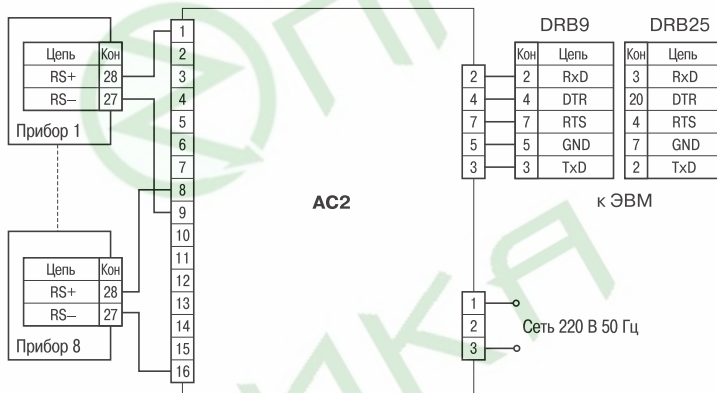 DRB9
DRB25
Цепь Кон
RS+ 28
RS– 27
Прибор 1
Цепь Кон
RS+ 28
RS– 27
Прибор 8
1
2
3
4
5
6
7
8
9
10
11
12
13
14
15
16
АС2
2
4
7
5
3
Кон Цепь
2 RxD
4 DTR
7 RTS
5 GND
3 TxD
Кон Цепь
3 RxD
20 DTR
4 RTS
7 GND
2 TxD
к ЭВМ
1
2
3
Сеть 220 В 50 Гц